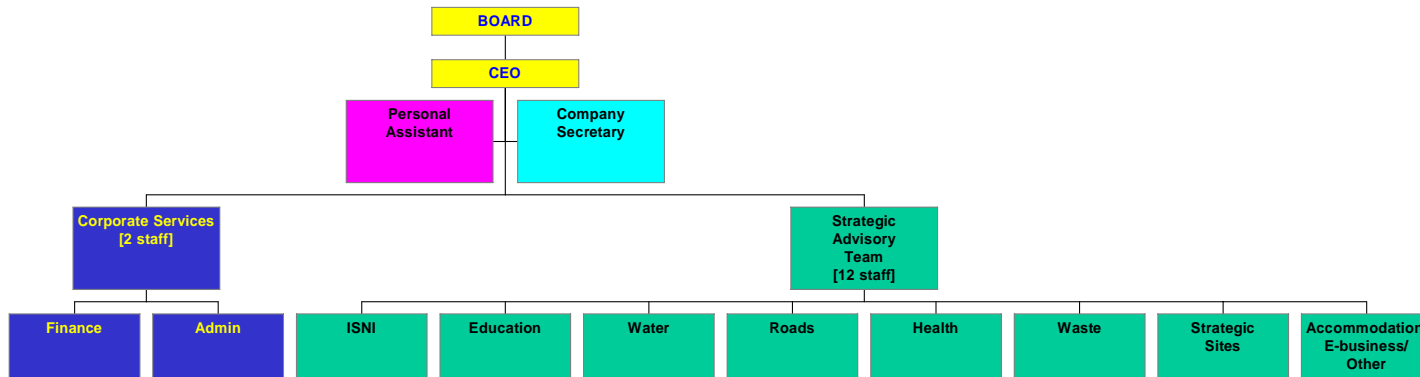 BOARD
CEO
Personal
Assistant
Company
Secretary
Corporate Services
[2 staff]
Strategic
Advisory
Team
[12 staff]
Finance
Admin
ISNI
Education
Water
Roads
Health
Waste
Strategic
Sites
Accommodation
E-business/
Other